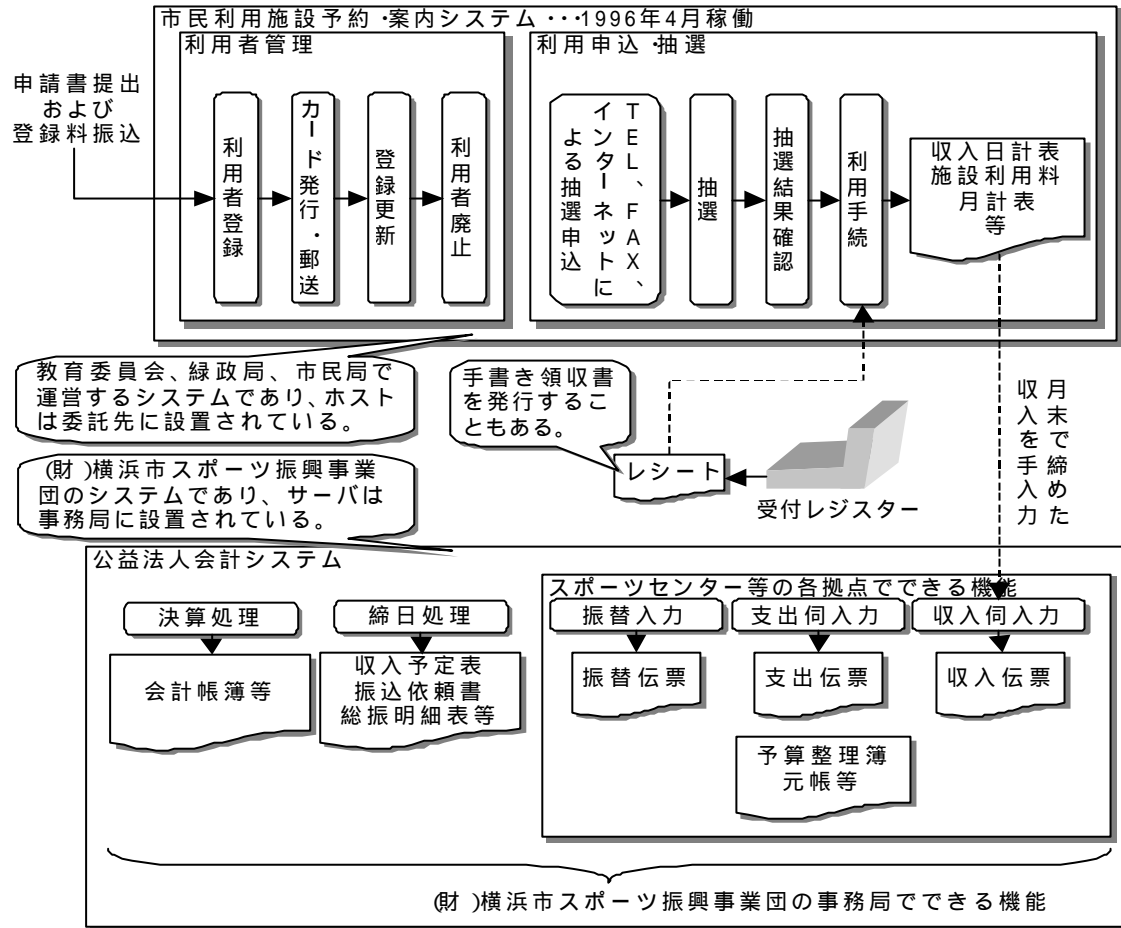 市民利用施設予約・案内システム・・・1996年4月稼働
利用者管理
利用申込・抽選
申請書提出
および
登録料振込
利用者登録
カード発行・郵送
登録更新
利用者廃止
TEL、FAX、
インターネットに
よる抽選申込
抽選
抽選結果確認
利用手続
収入日計表
施設利用料
月計表
等
教育委員会、緑政局、市民局で
運営するシステムであり、ホスト
は委託先に設置されている。
手書き領収書
を発行するこ
ともある。
レシート
受付レジスター
月末で締めた
収入を手入力
(財)横浜市スポーツ振興事業
団のシステムであり、サーバは
事務局に設置されている。
公益法人会計システム
スポーツセンター等の各拠点でできる機能
決算処理
締日処理
振替入力
支出伺入力
収入伺入力
会計帳簿等
収入予定表
振込依頼書
総振明細表等
振替伝票
支出伝票
収入伝票
予算整理簿
元帳等
(財)横浜市スポーツ振興事業団の事務局でできる機能